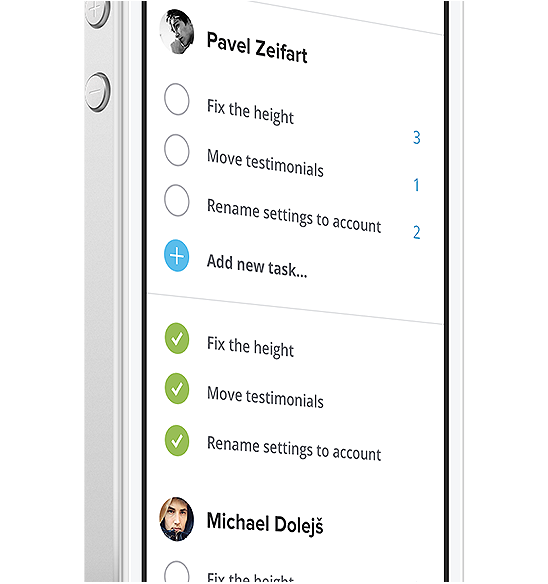 Pavel Zeifart
Fix the height
3
Move testimonials
1
Rename settings to account
2
Add new task...
Fix the height
Move testimonials
Rename settings to account
Michael Dolejš
Fix the height